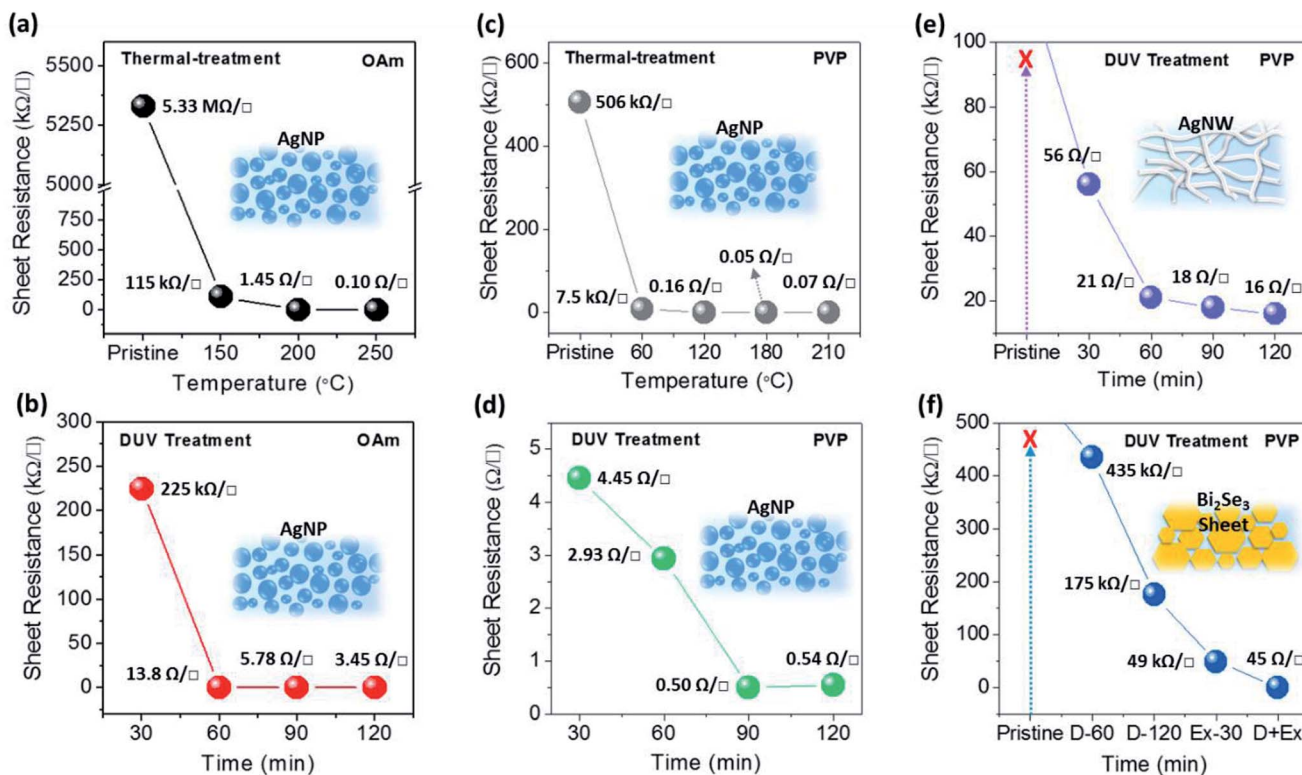 (a)
Thermal-treatment OAm
5.33 MΩ/□
AgNP
115 kΩ/□
1.45 Ω/□
0.10 Ω/□
Sheet Resistance (kΩ/□)
5500
5250
5000
750
500
250
0
Pristine 150 200 250
Temperature (°C)
(c)
Thermal-treatment PVP
506 kΩ/□
AgNP
7.5 kΩ/□
0.16 Ω/□
0.05 Ω/□
0.07 Ω/□
Sheet Resistance (kΩ/□)
600
400
200
0
Pristine 60 120 180 210
Temperature (°C)
(e)
DUV Treatment PVP
X
AgNW
56 Ω/□
21 Ω/□
18 Ω/□
16 Ω/□
Sheet Resistance (kΩ/□)
100
80
60
40
20
Pristine 30 60 90 120
Time (min)
(b)
DUV Treatment OAm
225 kΩ/□
AgNP
13.8 Ω/□
5.78 Ω/□
3.45 Ω/□
Sheet Resistance (kΩ/□)
300
250
225
150
100
50
0
30 60 90 120
Time (min)
(d)
DUV Treatment PVP
4.45 Ω/□
AgNP
2.93 Ω/□
0.50 Ω/□
0.54 Ω/□
Sheet Resistance (Ω/□)
5
4
3
2
1
0
30 60 90 120
Time (min)
(f)
DUV Treatment PVP
X
435 kΩ/□
Bi₂Se₃
Sheet
175 kΩ/□
49 kΩ/□
45 Ω/□
Sheet Resistance (kΩ/□)
500
400
300
200
100
0
Pristine D-60 D-120 Ex-30 D+Ex
Time (min)